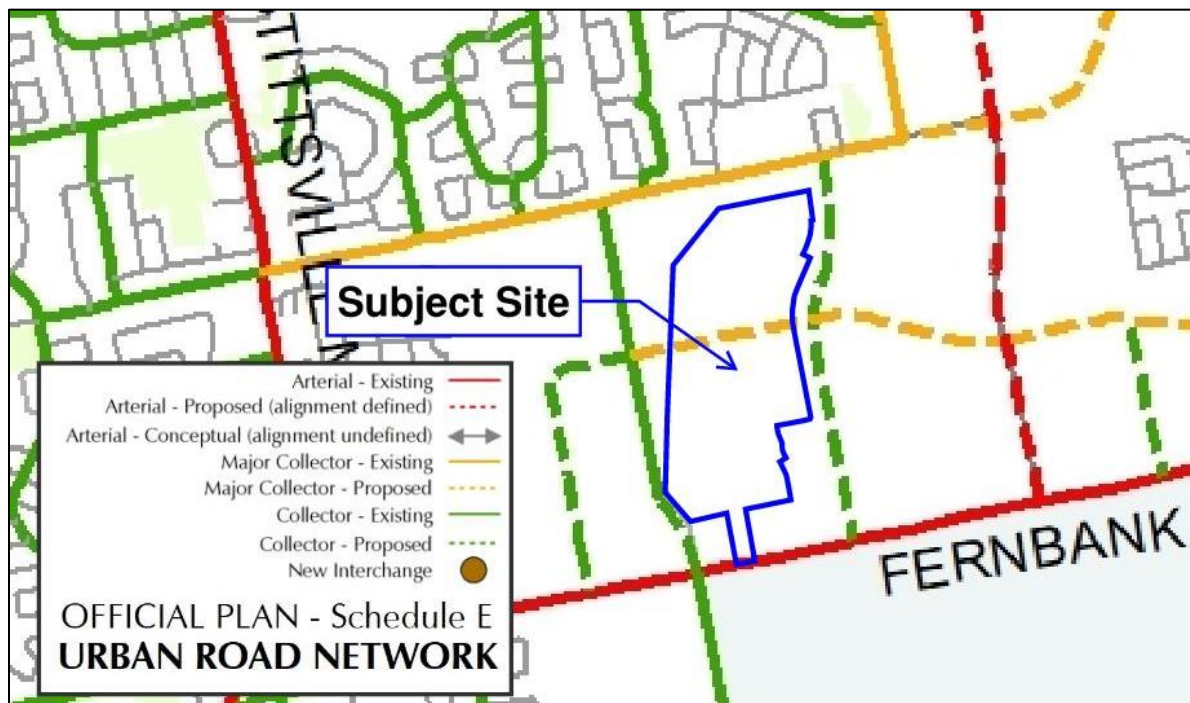 TITTSVILLE
Subject Site
Arterial - Existing
Arterial - Proposed (alignment defined)
Arterial - Conceptual (alignment undefined)
Major Collector - Existing
Major Collector - Proposed
Collector - Existing
Collector - Proposed
New Interchange
OFFICIAL PLAN - Schedule E
URBAN ROAD NETWORK
FERNBANK